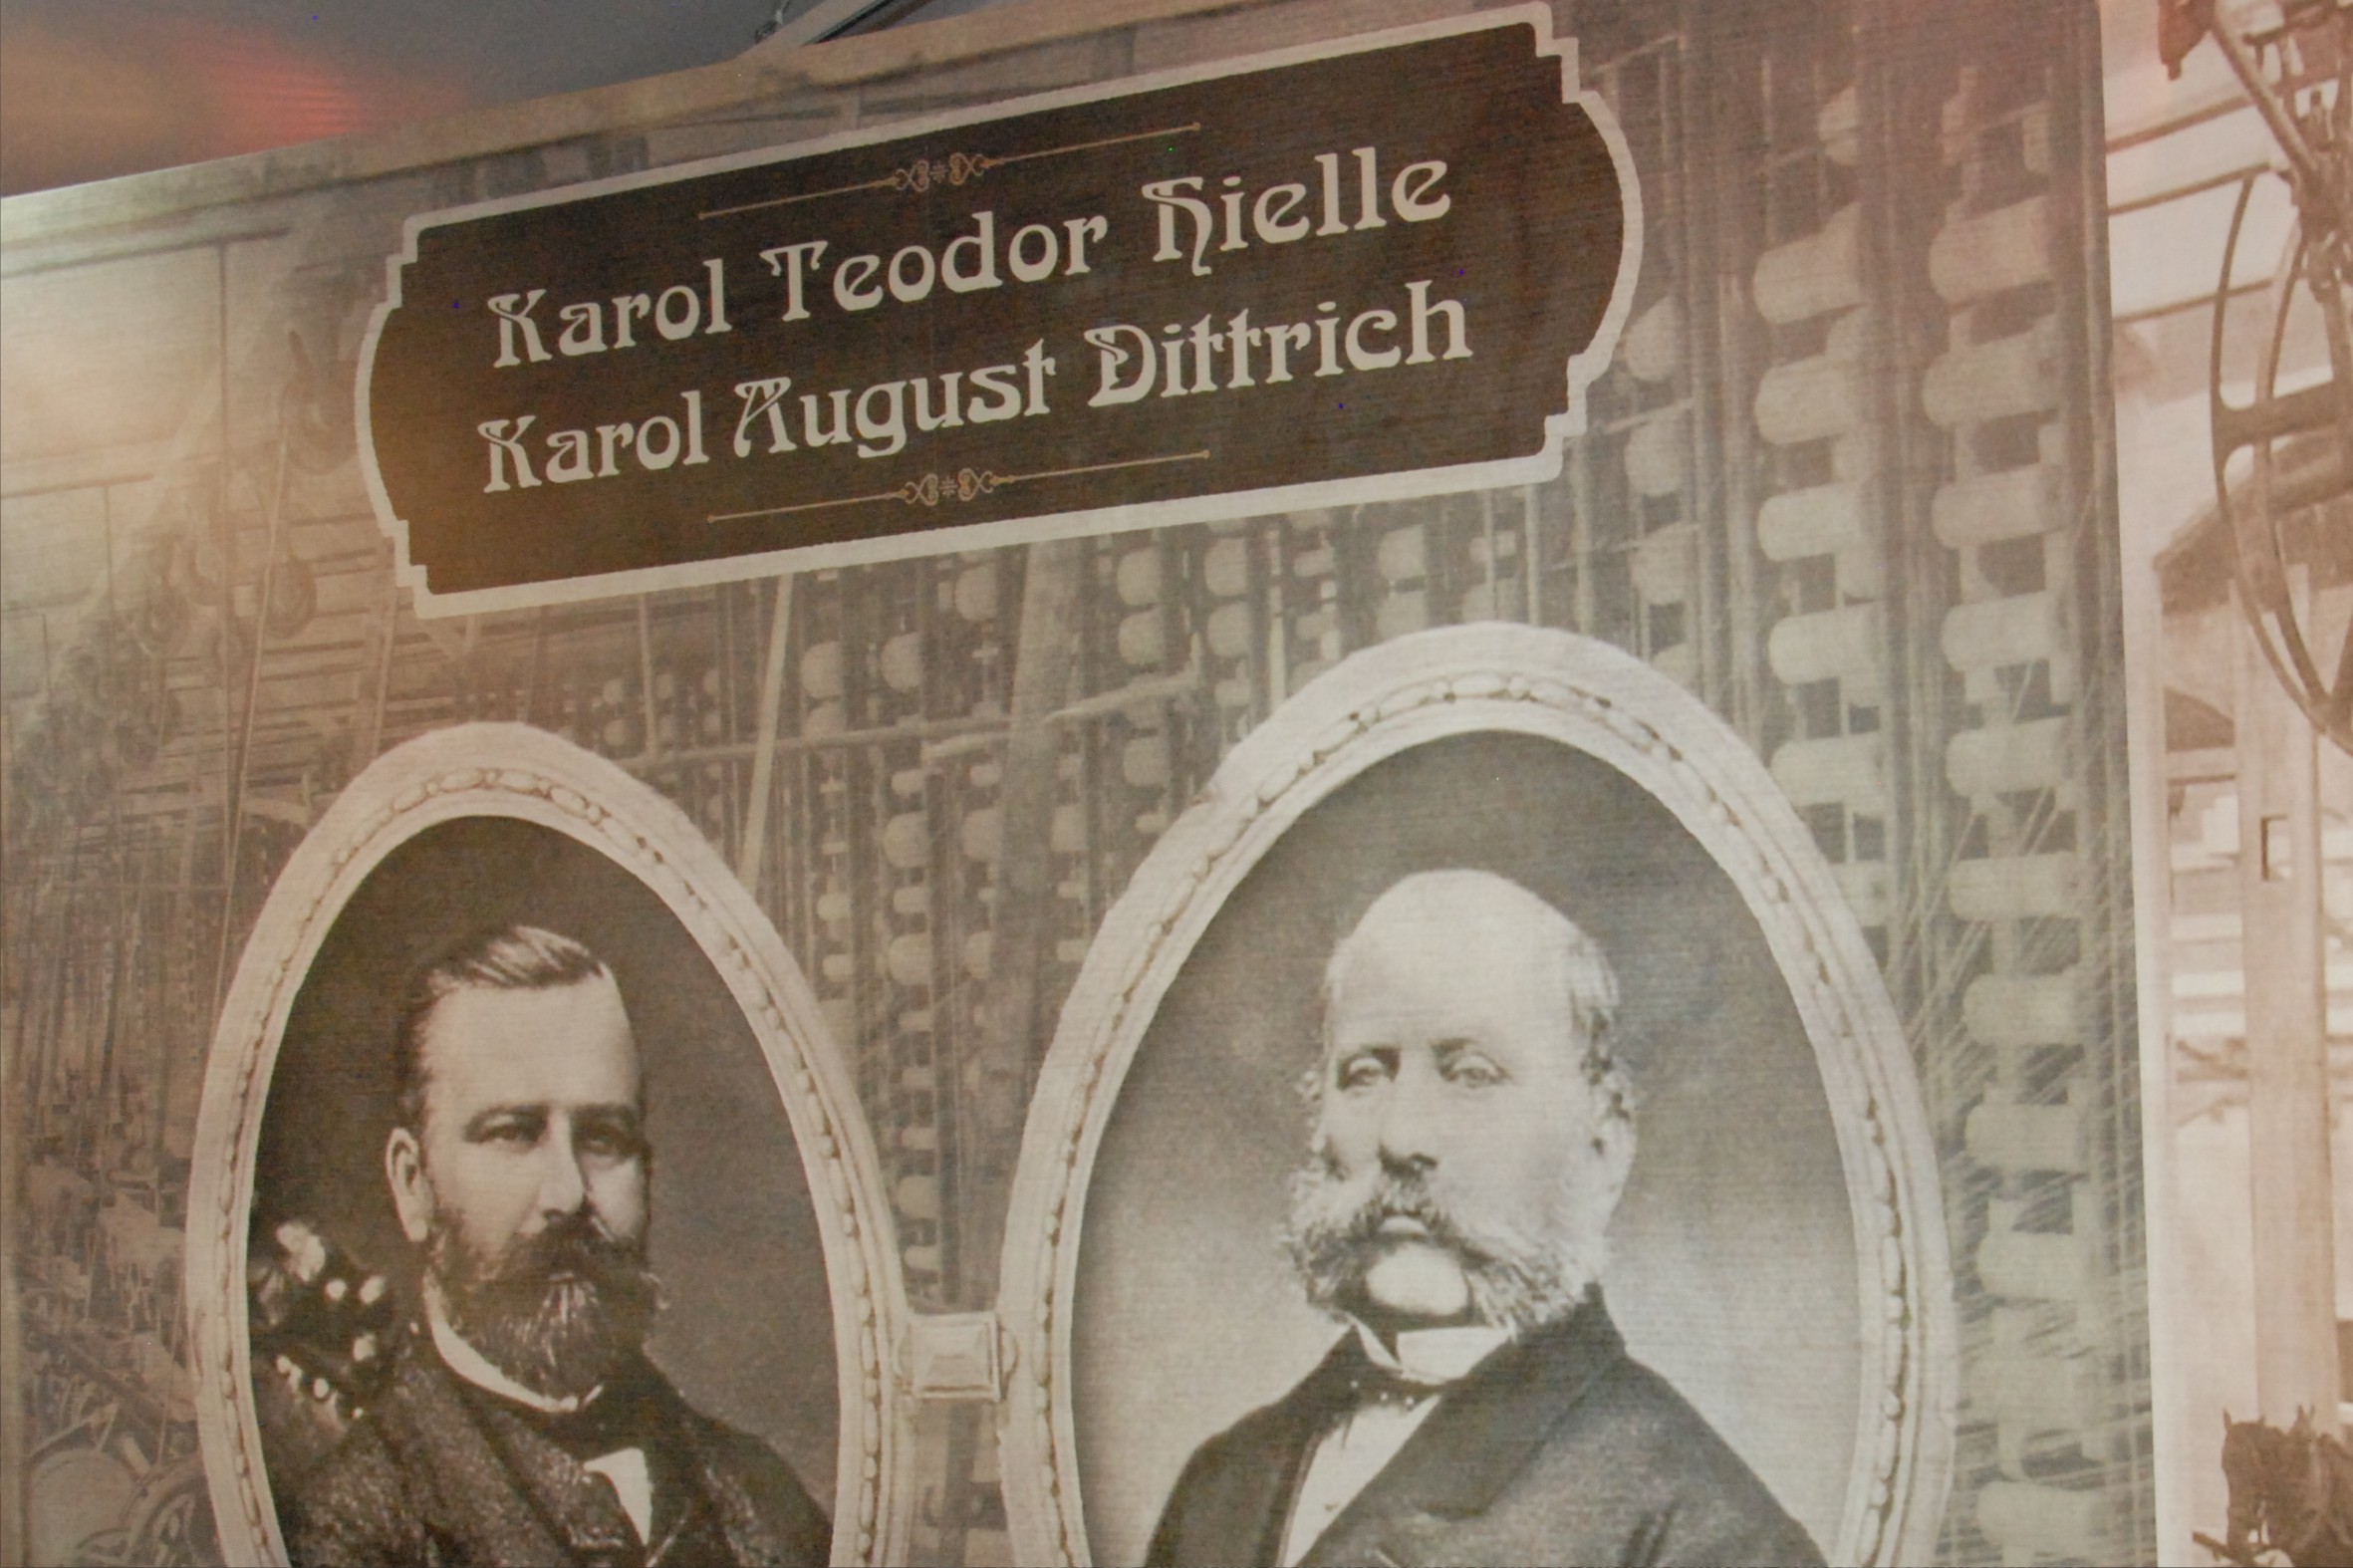 Karol Teodor Hielle
Karol August Dittrich